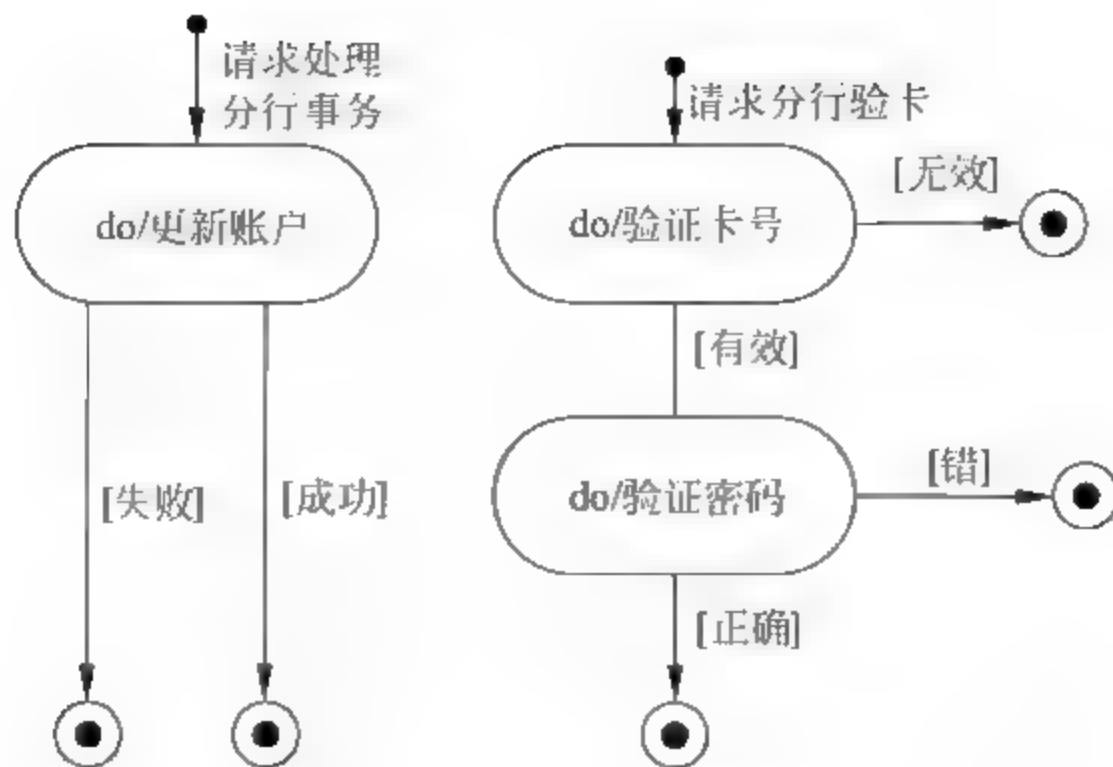 请求处理
分行事务
do/更新账户
[失败]
[成功]
请求分行验卡
[无效]
do/验证卡号
[有效]
[错]
do/验证密码
[正确]